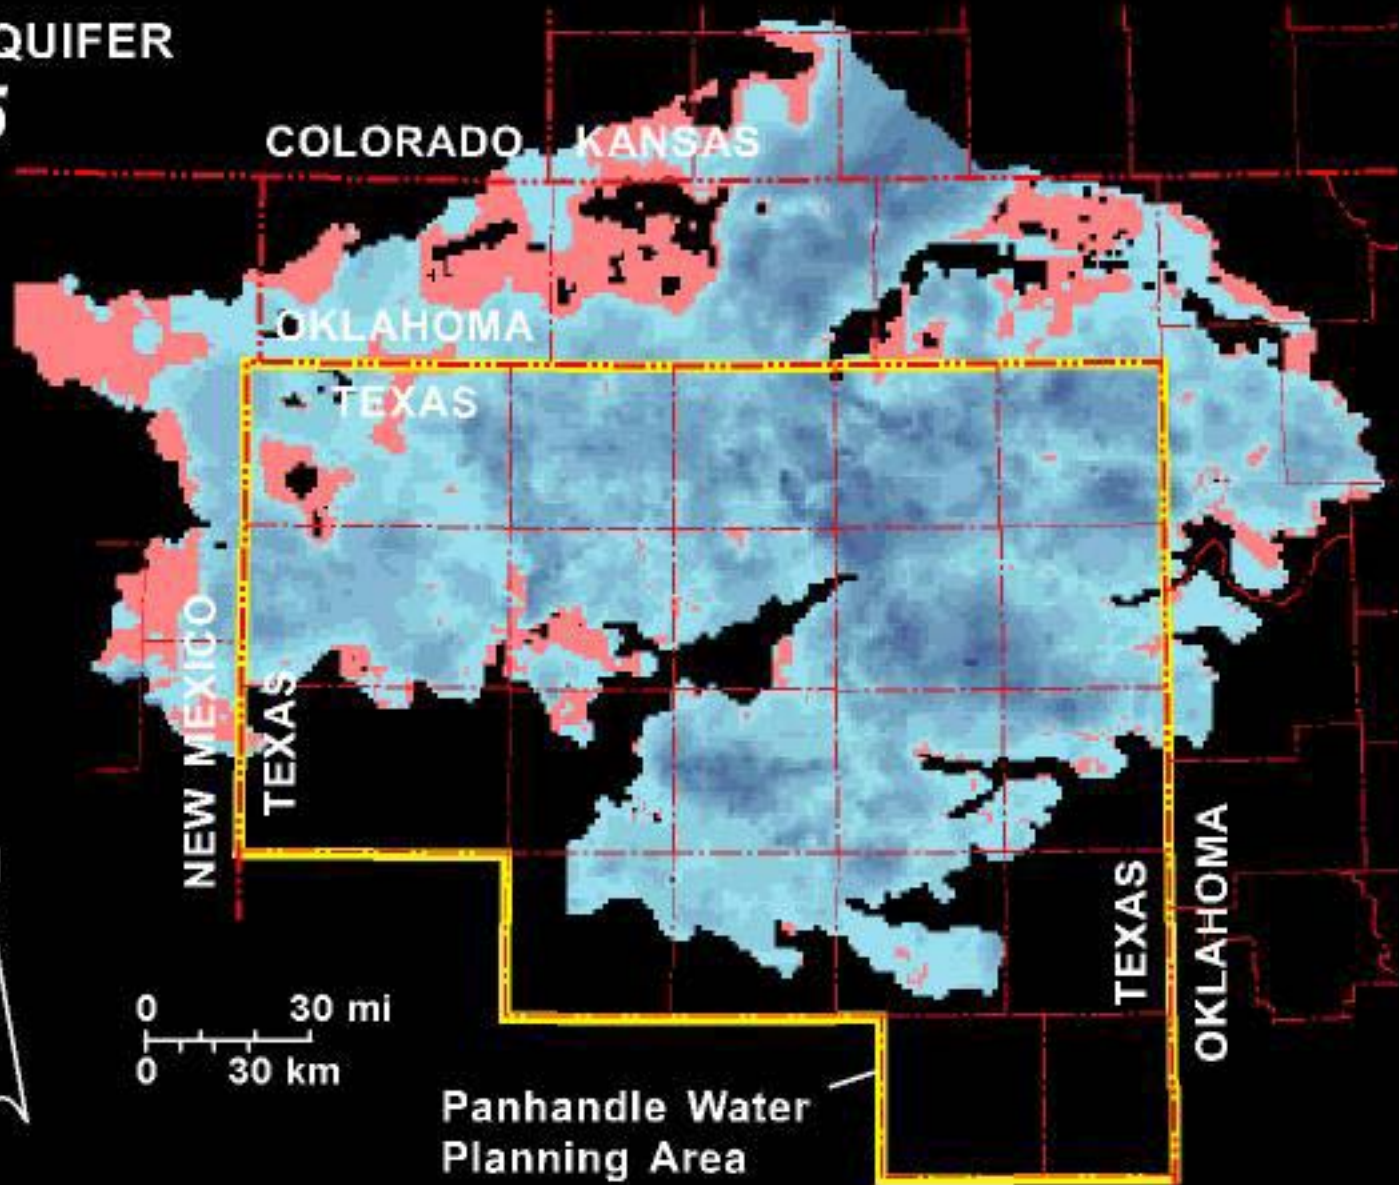 QUIFER
5
COLORADO KANSAS
OKLAHOMA
TEXAS
NEW MEXICO
TEXAS
TEXAS
OKLAHOMA
0 30 mi
0 30 km
Panhandle Water
Planning Area